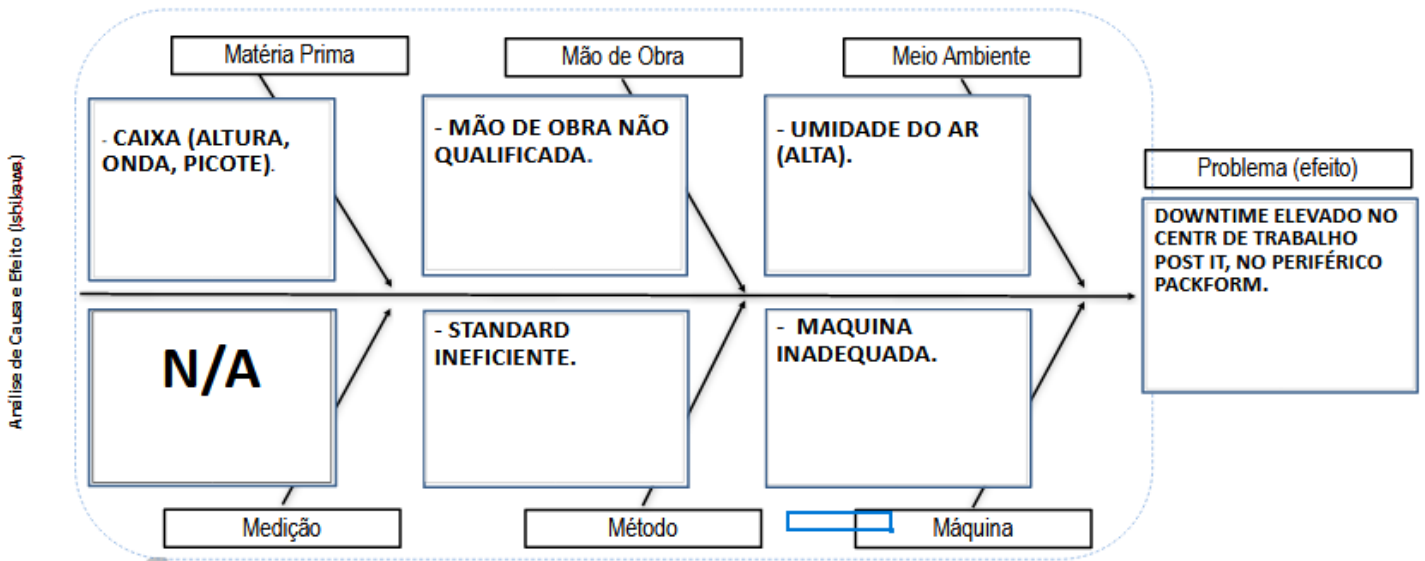 Análise de Causa e Efeito (Ishikawa)
Matéria Prima
Mão de Obra
Meio Ambiente
- CAIXA (ALTURA,
ONDA, PICOTE).
- MÃO DE OBRA NÃO
QUALIFICADA.
- UMIDADE DO AR
(ALTA).
Problema (efeito)
DOWNTIME ELEVADO NO
CENTR DE TRABALHO
POST IT, NO PERIFÉRICO
PACKFORM.
N/A
- STANDARD
INEFICIENTE.
- MAQUINA
INADEQUADA.
Medição
Método
Máquina